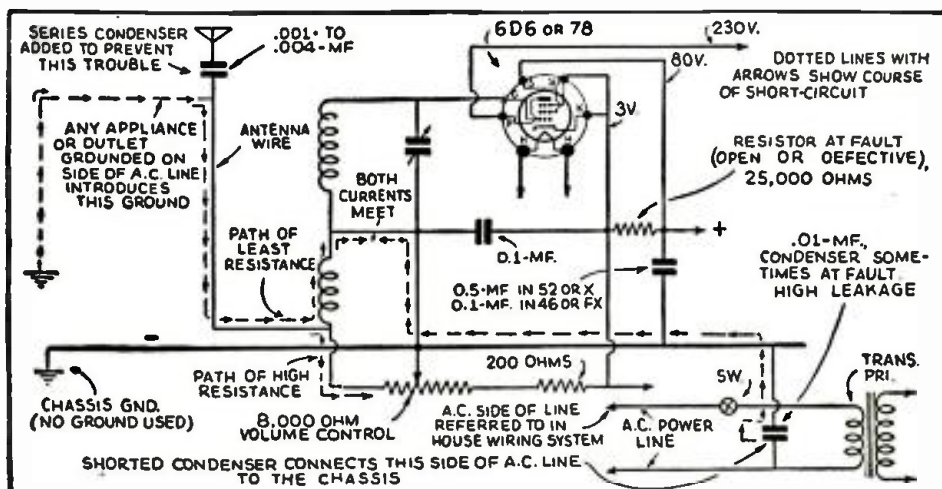 SERIES CONDENSER
ADDED TO PREVENT
THIS TROUBLE
.001- TO
.004-MF
6D6 OR 78
230V.
80V.
DOTTED LINES WITH
ARROWS SHOW COURSE
OF SHORT-CIRCUIT
3V.
ANY APPLIANCE
OR OUTLET
GROUNDED ON
SIDE OF A.C. LINE
INTRODUCES
THIS GROUND
ANTENNA
WIRE
BOTH
CURRENTS
MEET
RESISTOR AT FAULT
(OPEN OR DEFECTIVE),
25,000 OHMS
PATH OF
LEAST
RESISTANCE
0.1-MF.
+
.01-MF.,
CONDENSER SOME-
TIMES AT FAULT.
HIGH LEAKAGE
0.5-MF IN 52 OR X
0.1-MF. IN 46 OR FX
-
PATH OF HIGH
RESISTANCE
200 OHMS
SW.
TRANS.
PRI.
CHASSIS GND.
(NO GROUND USED)
8,000 OHM
VOLUME CONTROL
A.C. SIDE OF LINE
REFERRED TO IN
HOUSE WIRING SYSTEM
A.C. POWER
LINE
SHORTED CONDENSER CONNECTS THIS SIDE OF A.C. LINE
TO THE CHASSIS